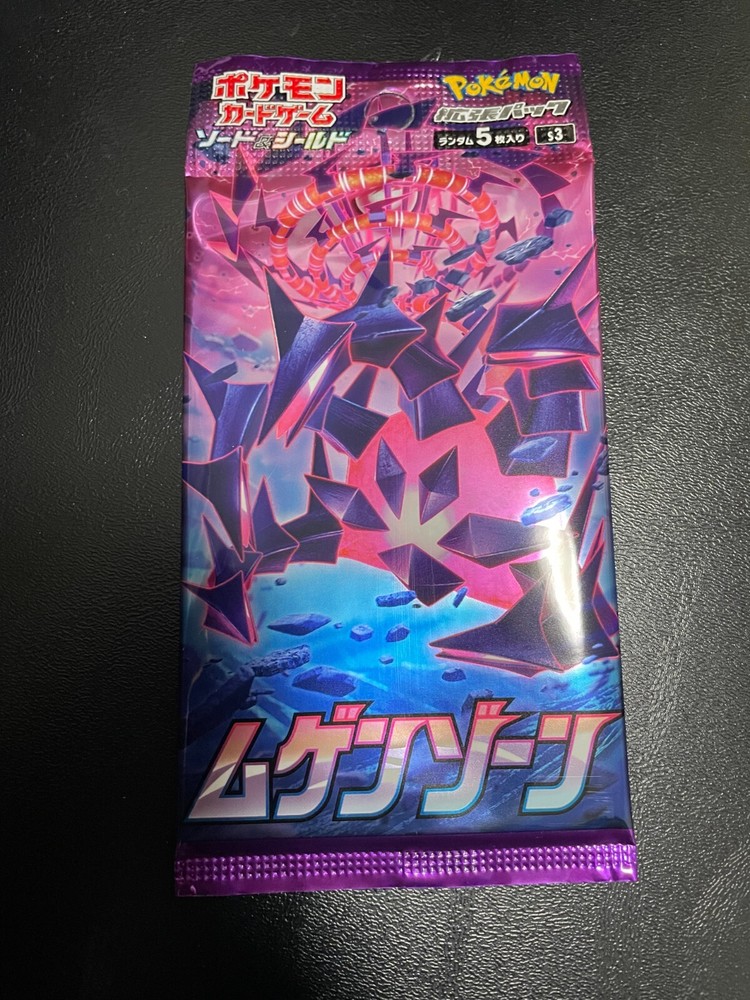 ポケモン
カードゲーム
ソード&シールド
POKéMON
拡張パック
ランダム5枚入り S3
ムゲンゾーン